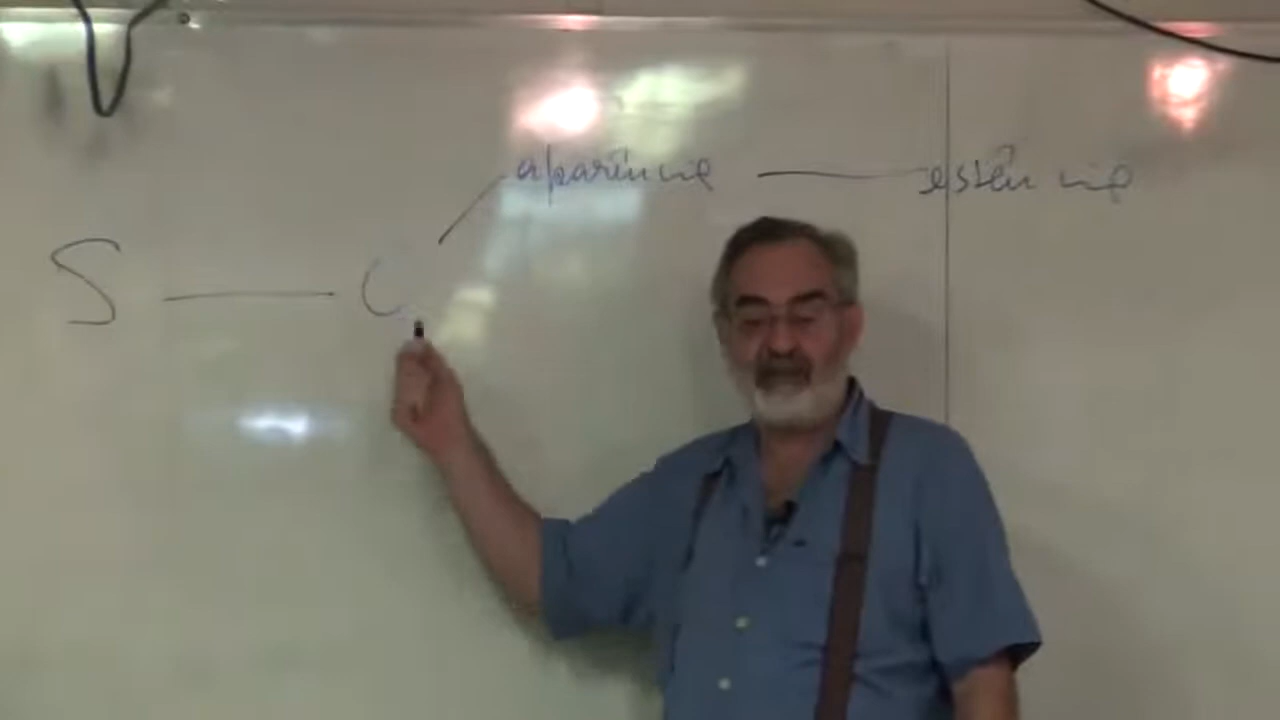 aparência — essência
S — O